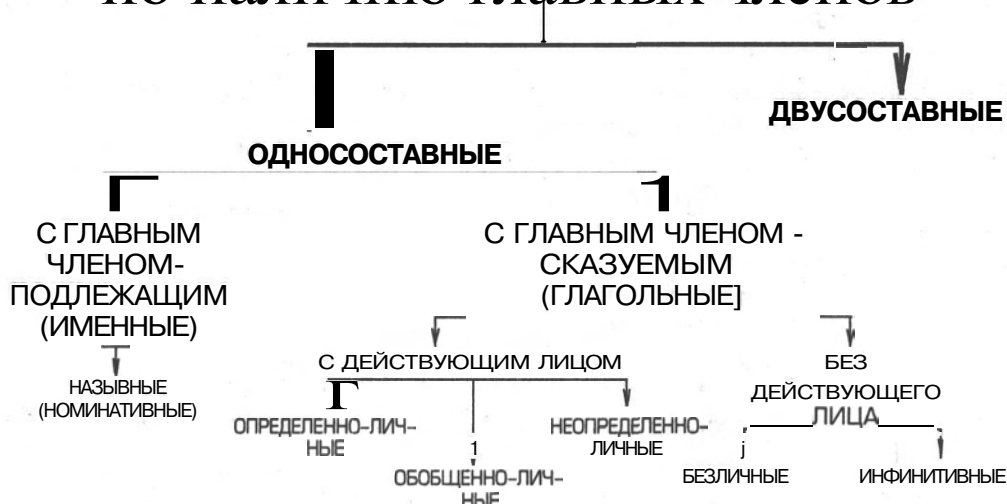 по наличию главных членов
ДВУСОСТАВНЫЕ
ОДНОСОСТАВНЫЕ
С ГЛАВНЫМ
ЧЛЕНОМ-
ПОДЛЕЖАЩИМ
(ИМЕННЫЕ)
С ГЛАВНЫМ ЧЛЕНОМ -
СКАЗУЕМЫМ
(ГЛАГОЛЬНЫЕ]
НАЗЫВНЫЕ
(НОМИНАТИВНЫЕ)
С ДЕЙСТВУЮЩИМ ЛИЦОМ
БЕЗ
ДЕЙСТВУЮЩЕГО
ЛИЦА
ОПРЕДЕЛЕННО-ЛИЧ-
НЫЕ
ОБОБЩЕННО-ЛИЧ-
НЫЕ
НЕОПРЕДЕЛЕННО-
ЛИЧНЫЕ
БЕЗЛИЧНЫЕ
ИНФИНИТИВНЫЕ